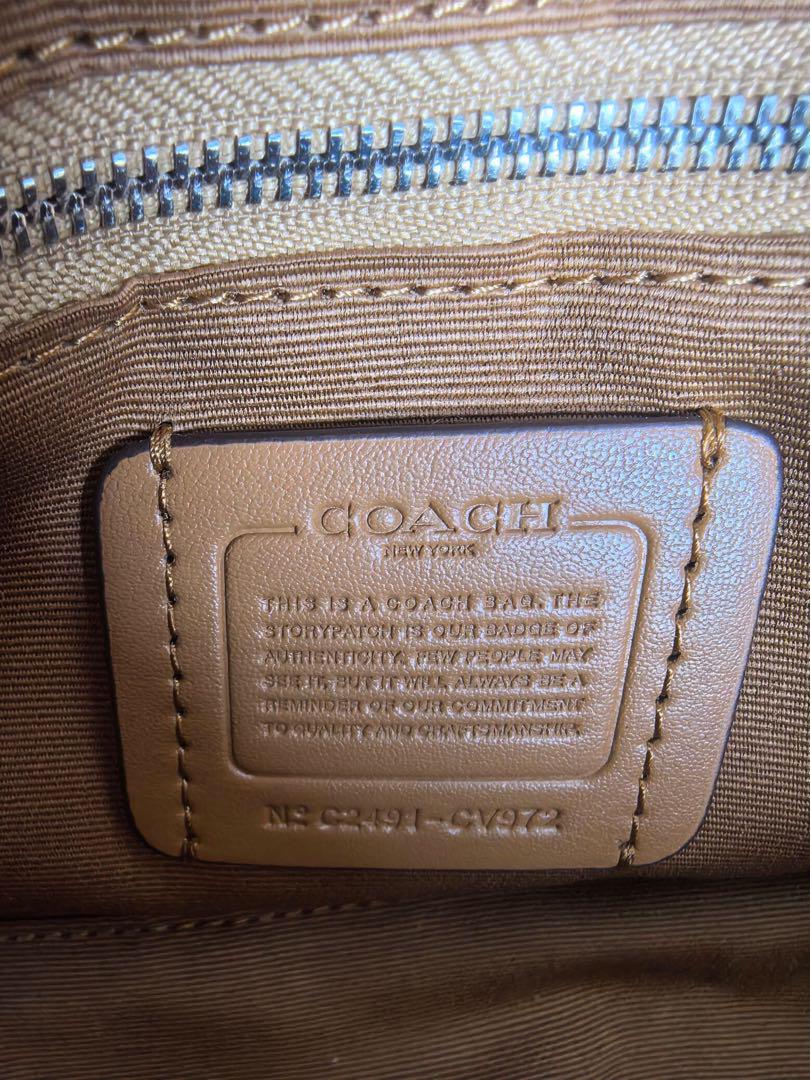 COACH
NEW YORK
THIS IS A COACH BAG. THE
STORYPATCH IS OUR BADGE OF
AUTHENTICITY. FEW PEOPLE MAY
SEE IT, BUT IT WILL ALWAYS BE A
REMINDER OF OUR COMMITMENT
TO QUALITY AND CRAFTSMANSHIP.
Nº C2491-CV972